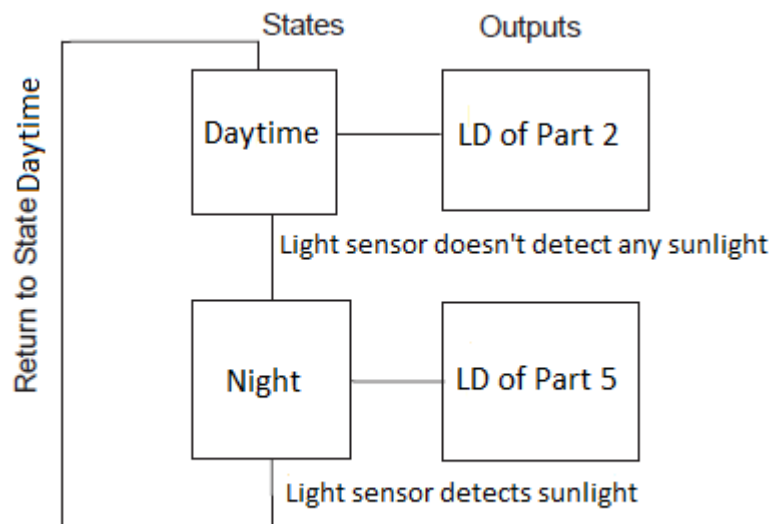 States Outputs
Daytime LD of Part 2
Light sensor doesn't detect any sunlight
Return to State Daytime
Night LD of Part 5
Light sensor detects sunlight